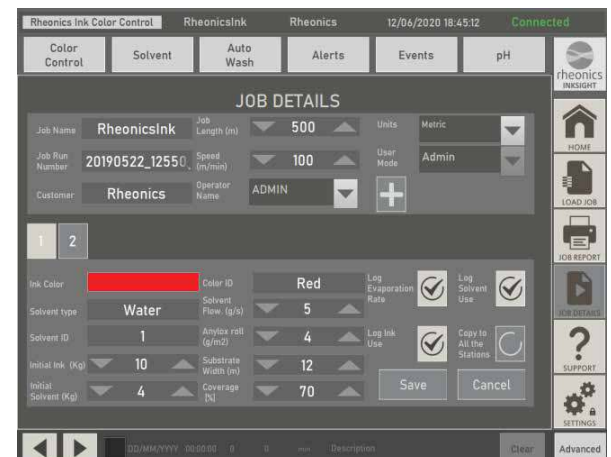 Rheonics Ink Color Control RheonicsInk Rheonics 12/06/2020 18:45:12 Connected
Color Control Solvent Auto Wash Alerts Events pH
rheonics
INKSIGHT
JOB DETAILS
Job Name RheonicsInk Job Length (m) 500 Units Metric
Job Run Number 20190522_12550 Speed (m/min) 100 User Mode Admin
Customer Rheonics Operator Name ADMIN
HOME
LOAD JOB
JOB REPORT
JOB DETAILS
SUPPORT
SETTINGS
1 2
Ink Color Color ID Red Log Evaporation Rate Log Solvent Use
Solvent type Water Solvent Flow. (g/s) 5
Solvent ID 1 Anylox roll (g/m2) 4 Log Ink Use Copy to All the Stations
Initial Ink (Kg) 10 Substrate Width (m) 12
Initial Solvent (Kg) 4 Coverage (%) 70 Save Cancel
DD/MM/YYYY 00:00:00 0 0 min Description Clear Advanced